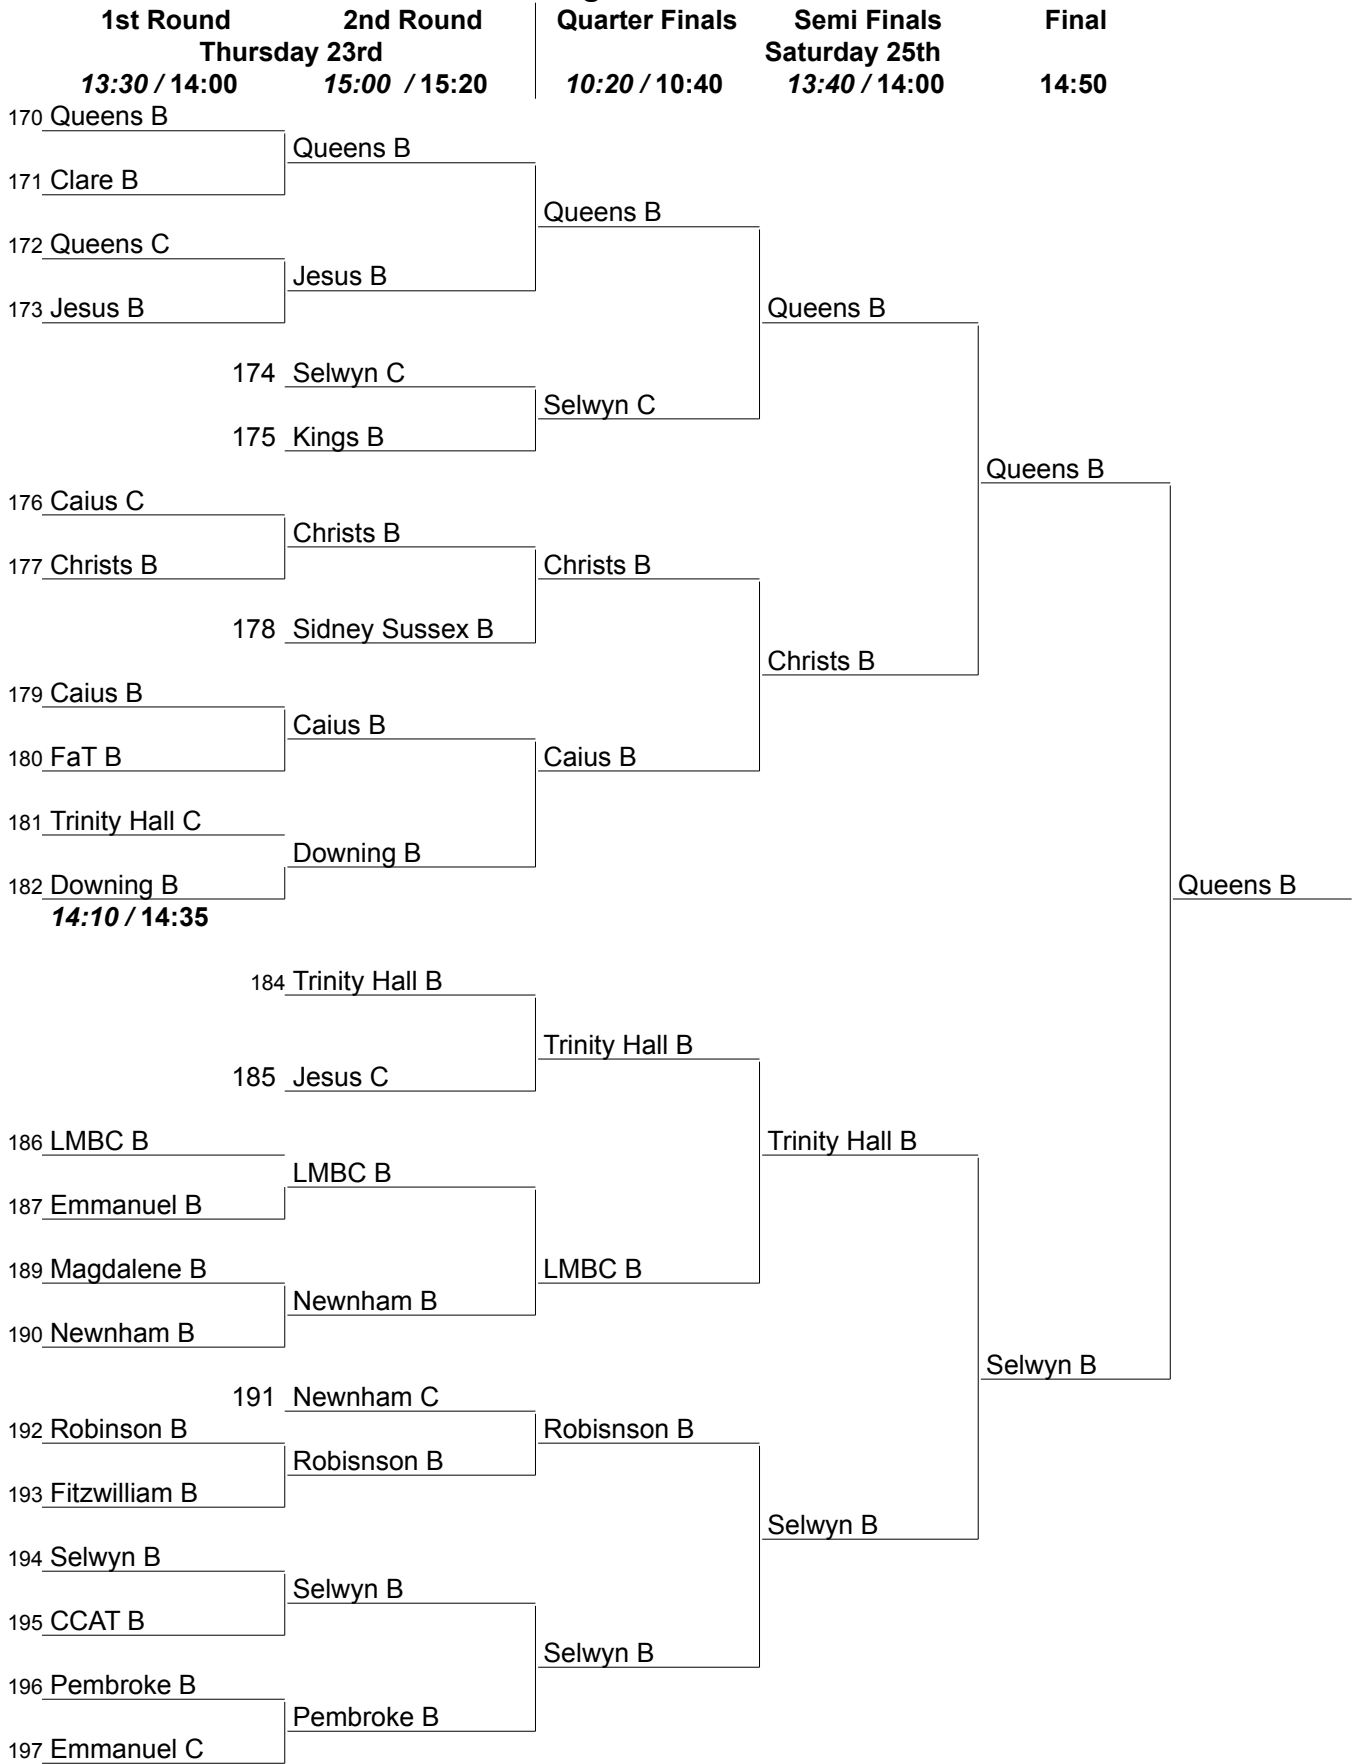 1st Round 2nd Round Quarter Finals Semi Finals Final
Thursday 23rd Saturday 25th
13:30 / 14:00 15:00 / 15:20 10:20 / 10:40 13:40 / 14:00 14:50
170 Queens B
Queens B
171 Clare B
Queens B
172 Queens C
Jesus B
173 Jesus B Queens B
174 Selwyn C
Selwyn C
175 Kings B
Queens B
176 Caius C
Christs B
177 Christs B Christs B
178 Sidney Sussex B
Christs B
179 Caius B
Caius B
180 FaT B Caius B
181 Trinity Hall C
Downing B
182 Downing B Queens B
14:10 / 14:35
184 Trinity Hall B
Trinity Hall B
185 Jesus C
186 LMBC B Trinity Hall B
LMBC B
187 Emmanuel B
189 Magdalene B LMBC B
Newnham B
190 Newnham B
Selwyn B
191 Newnham C
192 Robinson B Robisnson B
Robisnson B
193 Fitzwilliam B
Selwyn B
194 Selwyn B
Selwyn B
195 CCAT B
Selwyn B
196 Pembroke B
Pembroke B
197 Emmanuel C